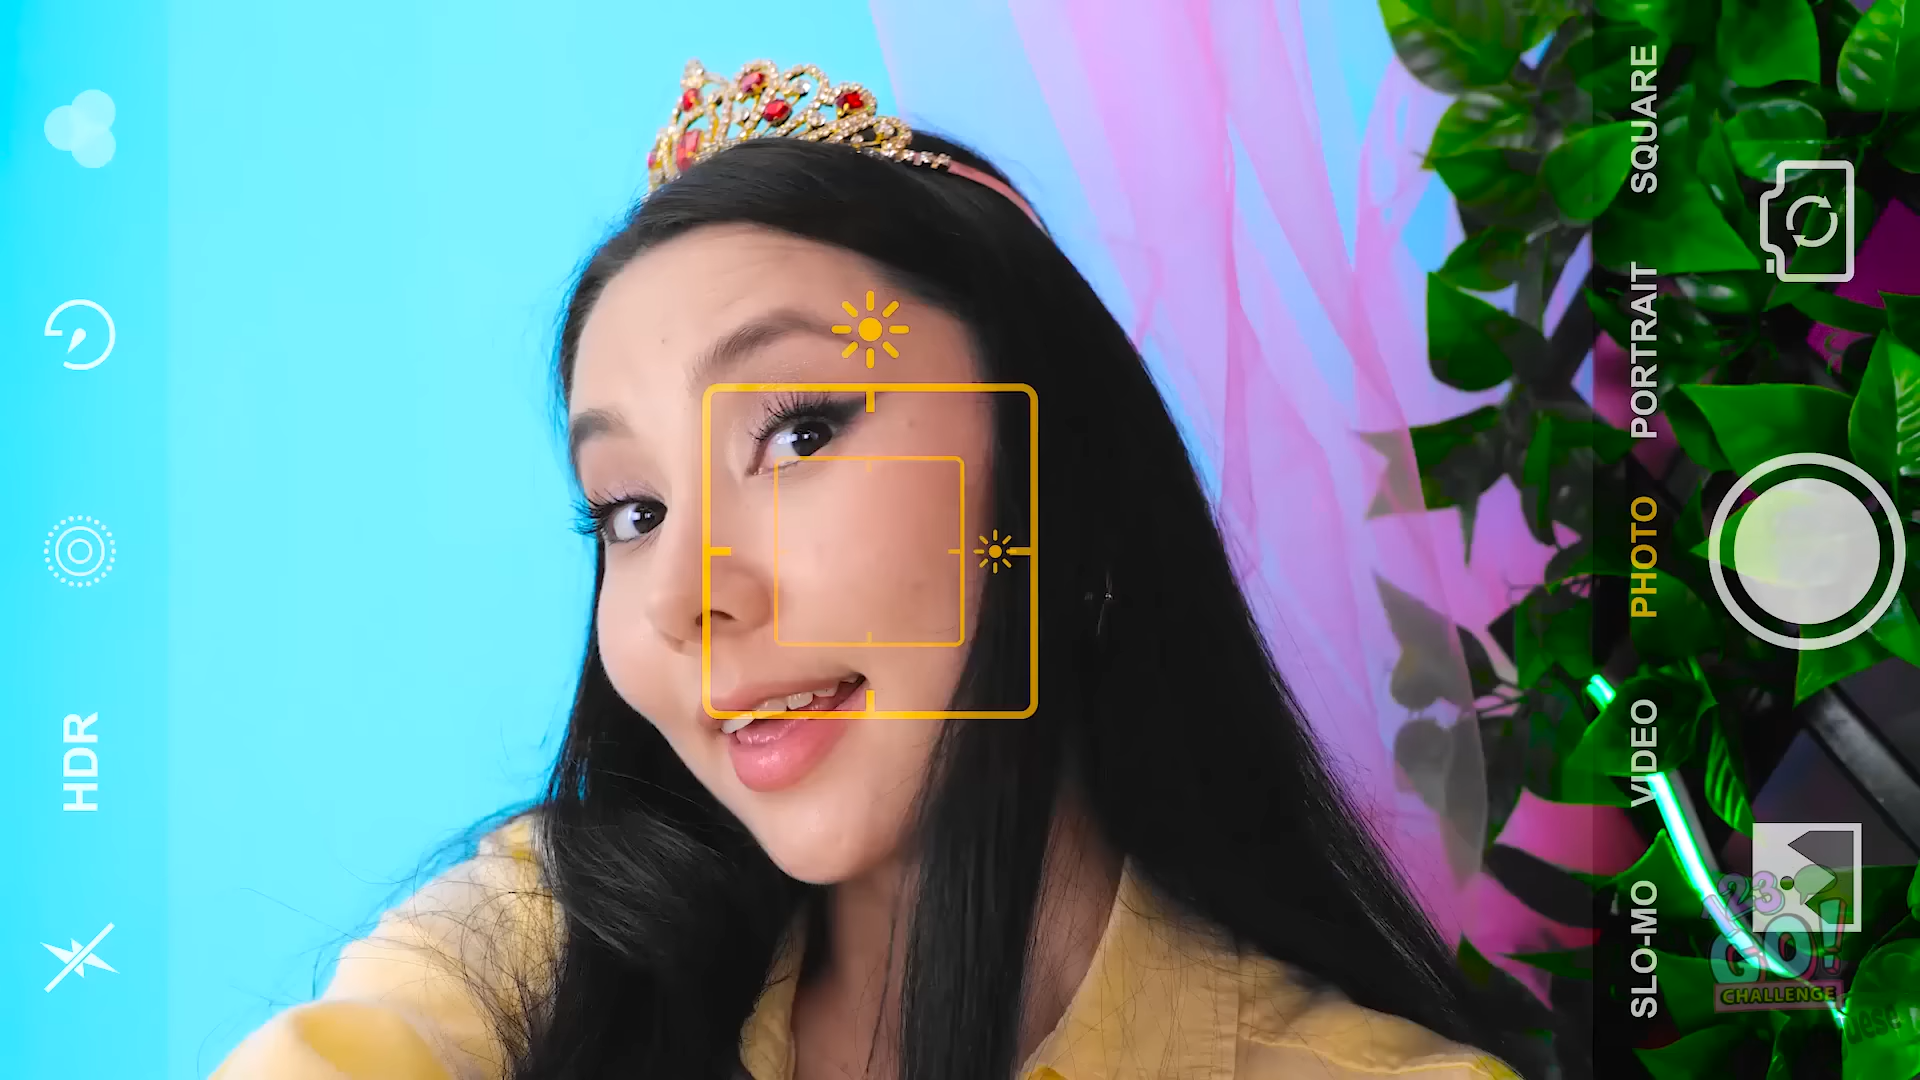 HDR
SQUARE
PORTRAIT
PHOTO
VIDEO
SLO-MO
123
GO!
CHALLENGE